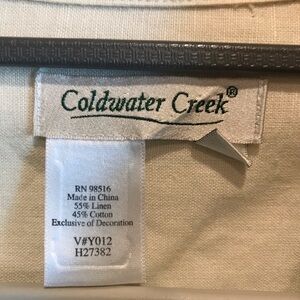 Coldwater Creek®
RN 98516
Made in China
55% Linen
45% Cotton
Exclusive of Decoration
V#Y012
H27382